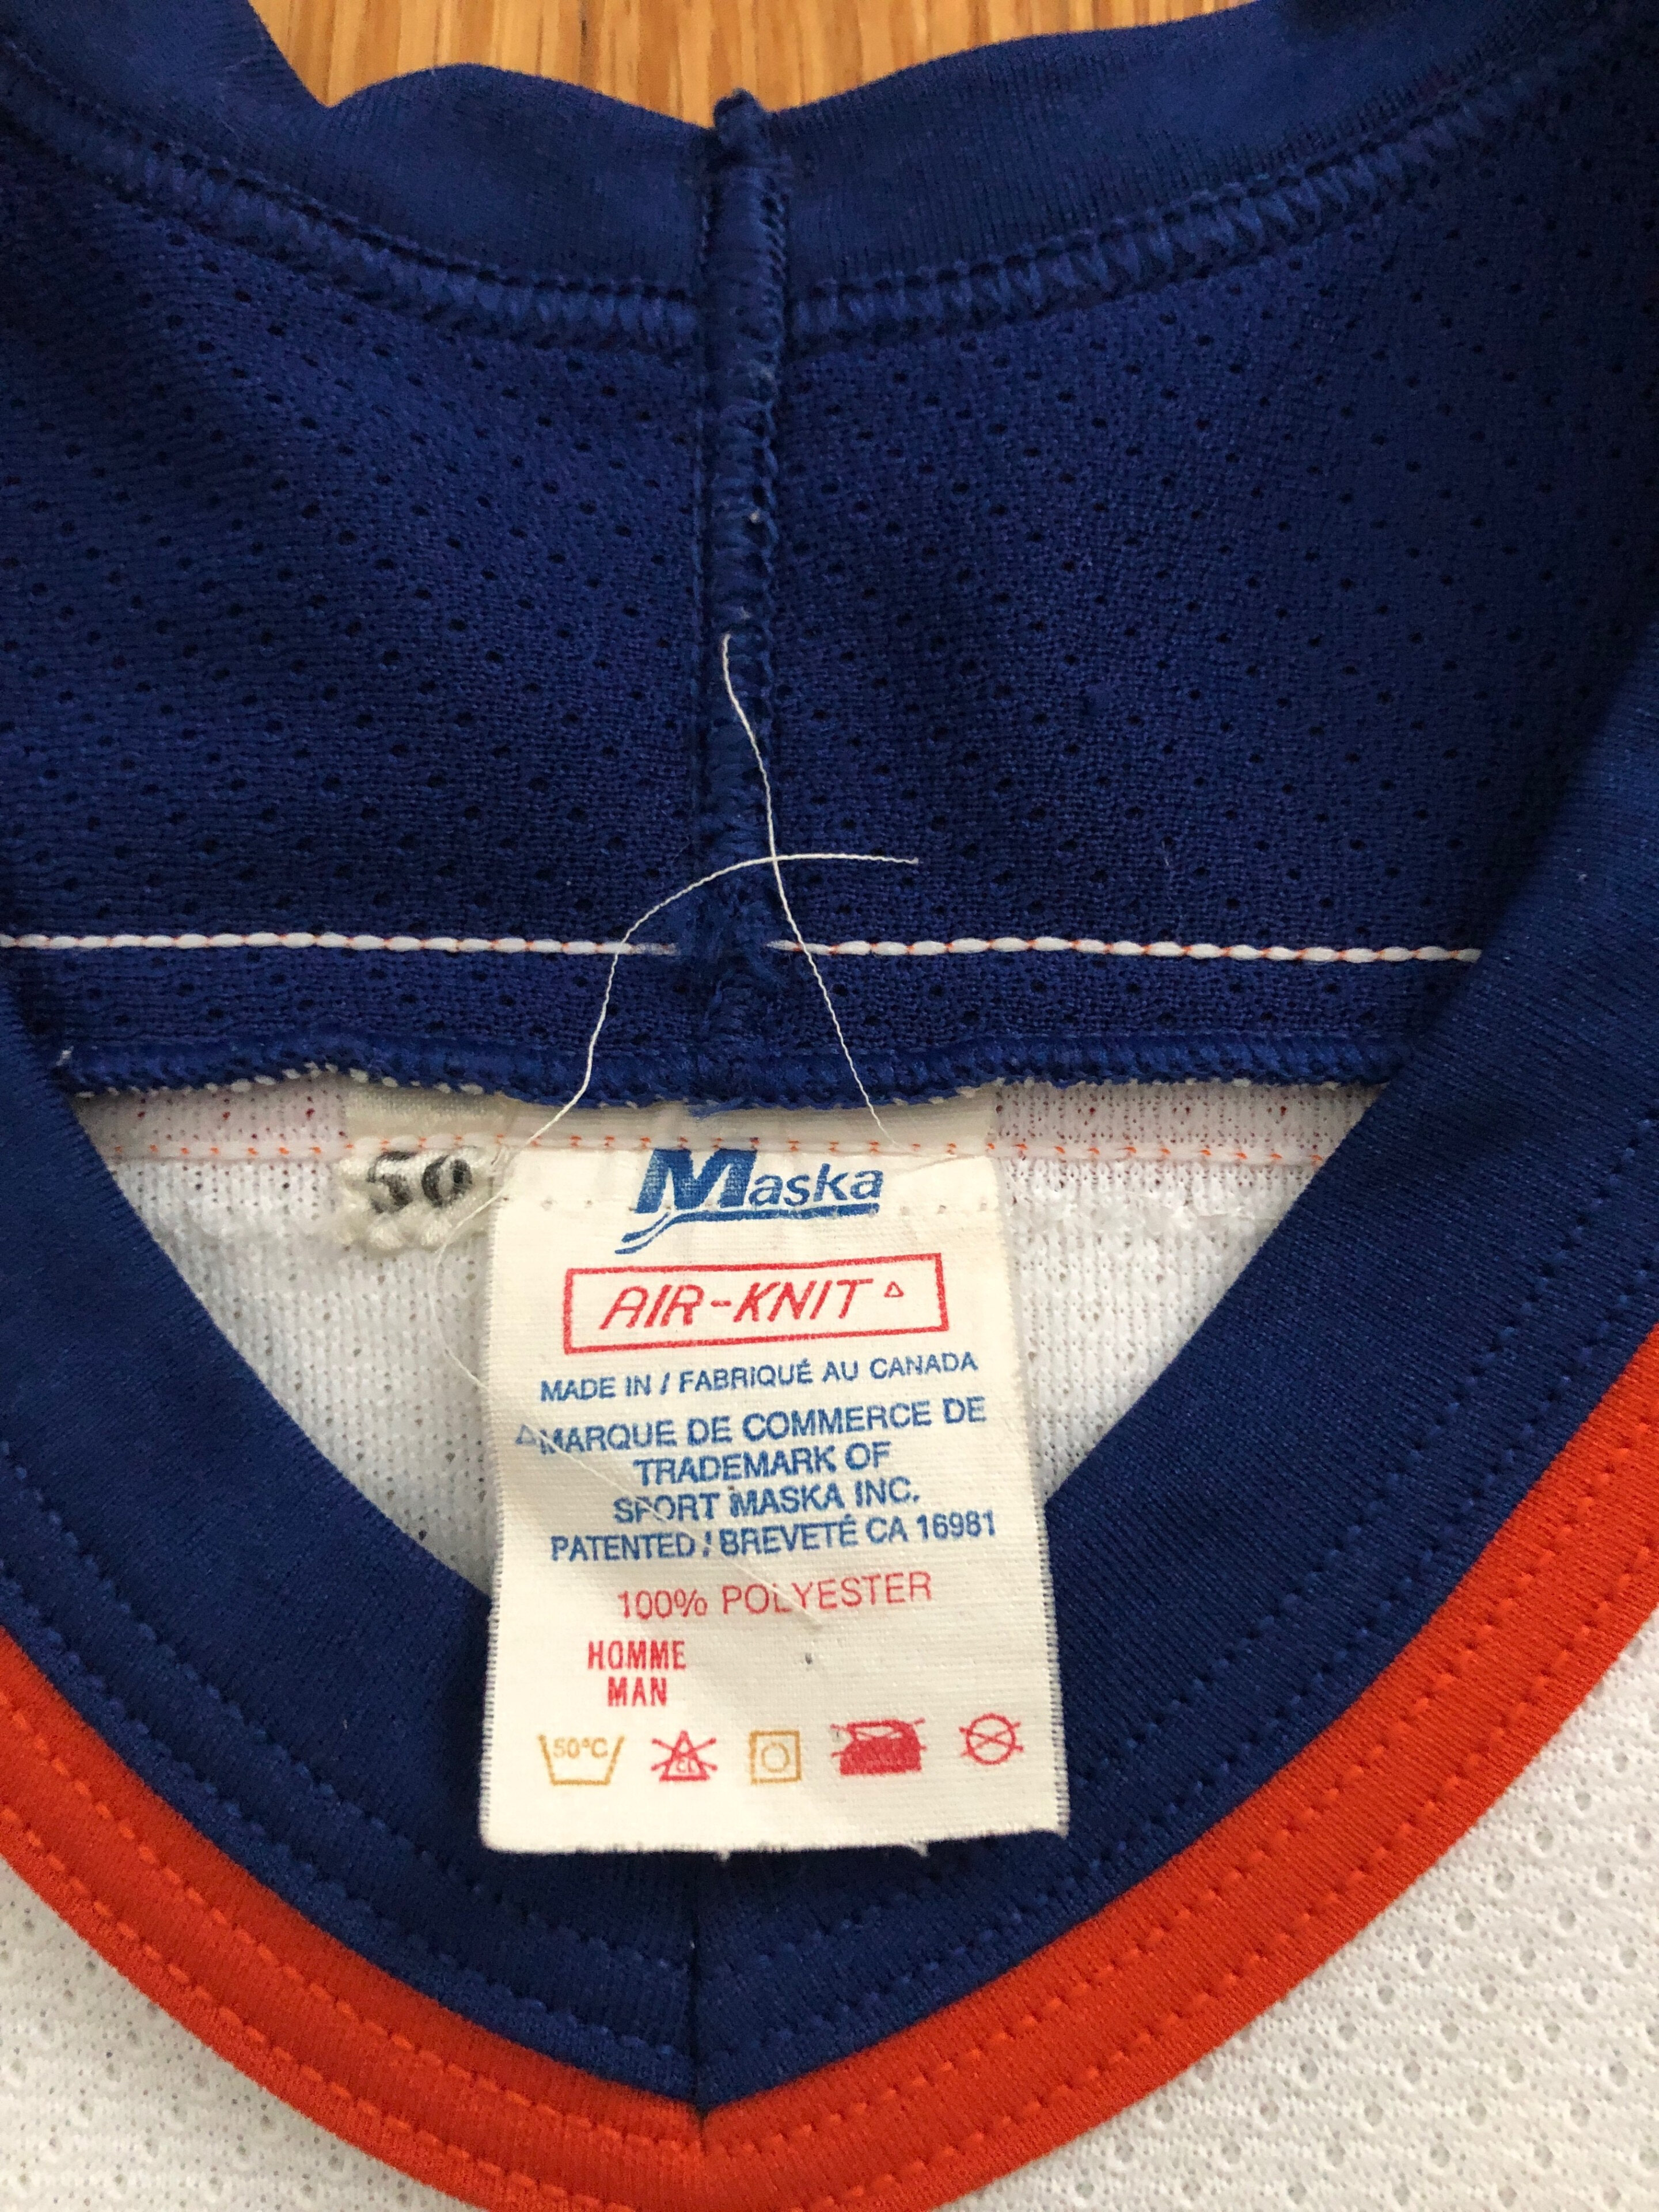 50
Maska
AIR-KNIT △
MADE IN / FABRIQUÉ AU CANADA
△MARQUE DE COMMERCE DE
TRADEMARK OF
SPORT MASKA INC.
PATENTED / BREVETÉ CA 16981
100% POLYESTER
HOMME
MAN
50°C CL